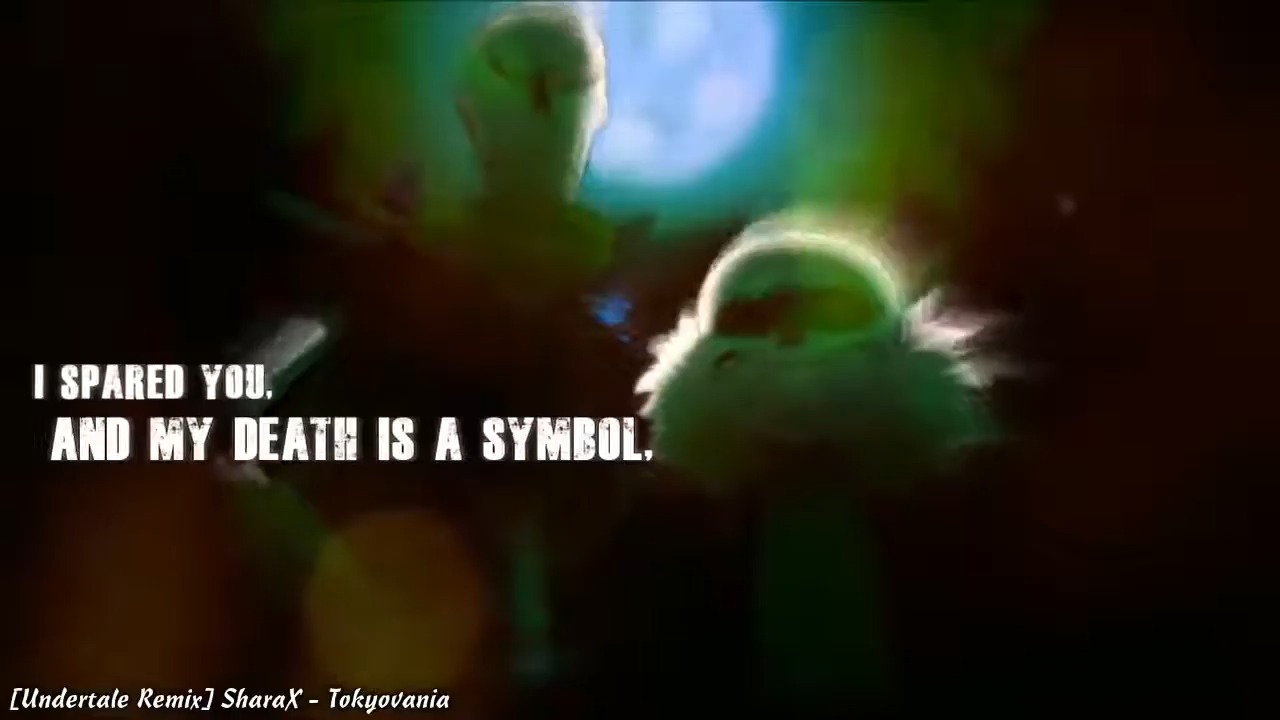 I SPARED YOU,
AND MY DEATH IS A SYMBOL,
[Undertale Remix] SharaX - Tokyovania